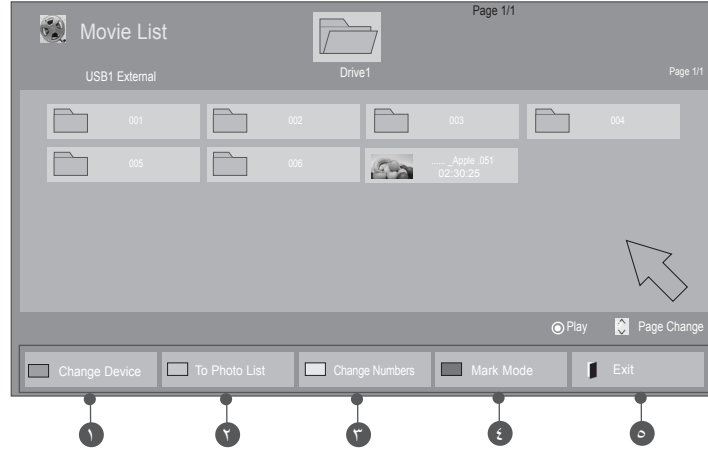 Page 1/1
Movie List
Drive1
USB1 External
Page 1/1
001
002
003
004
005
006
...... _Apple .051
02:30:25
Play
Page Change
Change Device
To Photo List
Change Numbers
Mark Mode
Exit
١
٢
٣
٤
٥